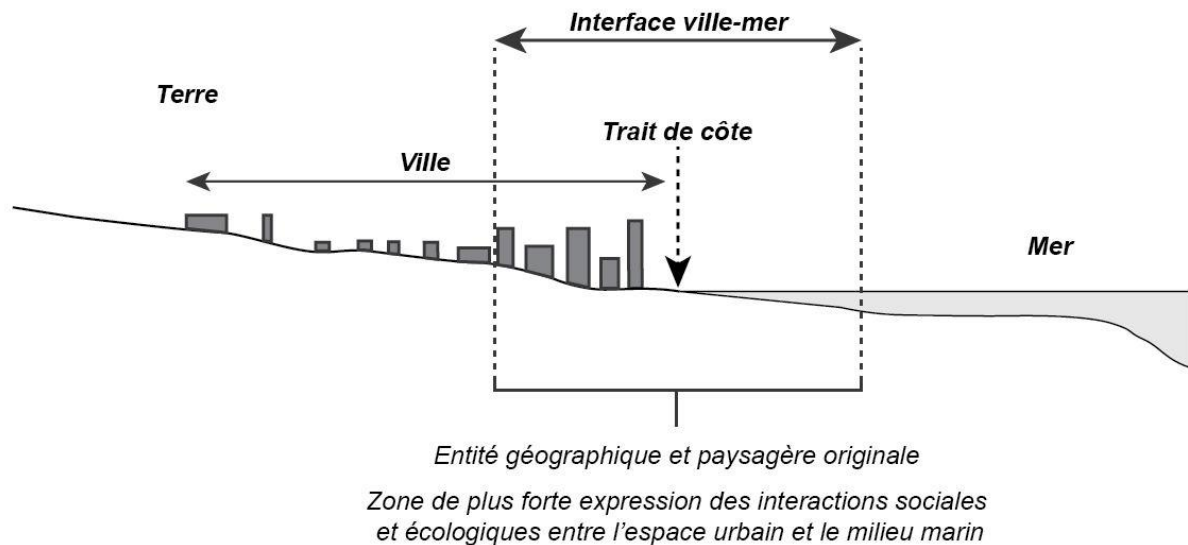 Interface ville-mer
Terre
Trait de côte
Ville
Mer
Entité géographique et paysagère originale
Zone de plus forte expression des interactions sociales
et écologiques entre l'espace urbain et le milieu marin